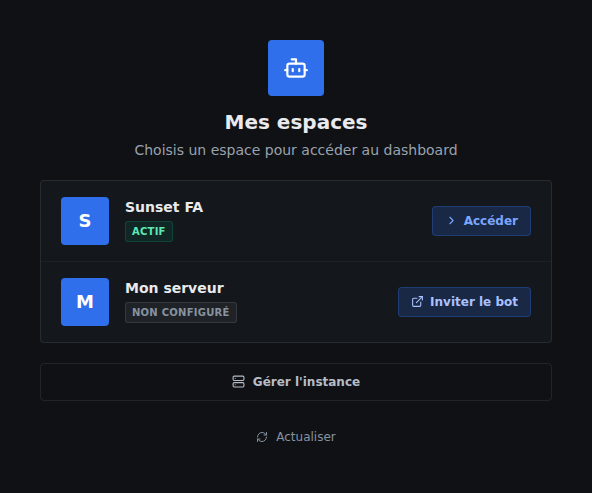 Mes espaces
Choisis un espace pour accéder au dashboard
S
Sunset FA
ACTIF
Accéder
M
Mon serveur
NON CONFIGURÉ
Inviter le bot
Gérer l'instance
Actualiser